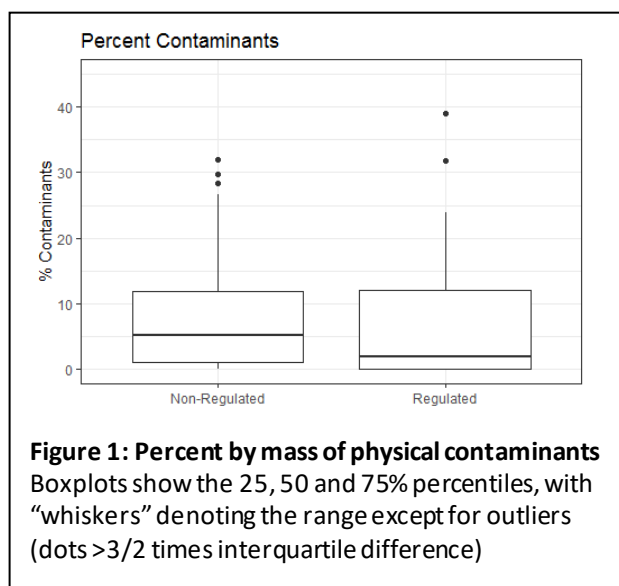 Percent Contaminants
% Contaminants
40
30
20
10
0
Non-Regulated
Regulated
Figure 1: Percent by mass of physical contaminants
Boxplots show the 25, 50 and 75% percentiles, with
“whiskers” denoting the range except for outliers
(dots >3/2 times interquartile difference)